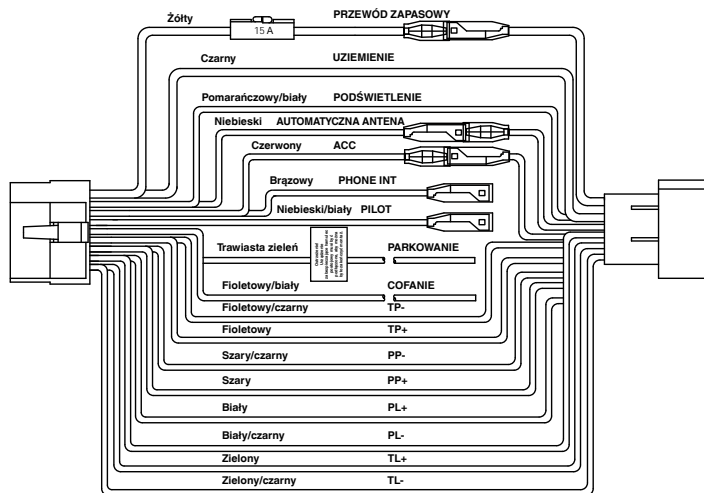 Żółty 15 A PRZEWÓD ZAPASOWY
Czarny UZIEMIENIE
Pomarańczowy/biały PODŚWIETLENIE
Niebieski AUTOMATYCZNA ANTENA
Czerwony ACC
Brązowy PHONE INT
Niebieski/biały PILOT
Trawiasta zieleń PARKOWANIE
Fioletowy/biały COFANIE
Fioletowy/czarny TP-
Fioletowy TP+
Szary/czarny PP-
Szary PP+
Biały PL+
Biały/czarny PL-
Zielony TL+
Zielony/czarny TL-